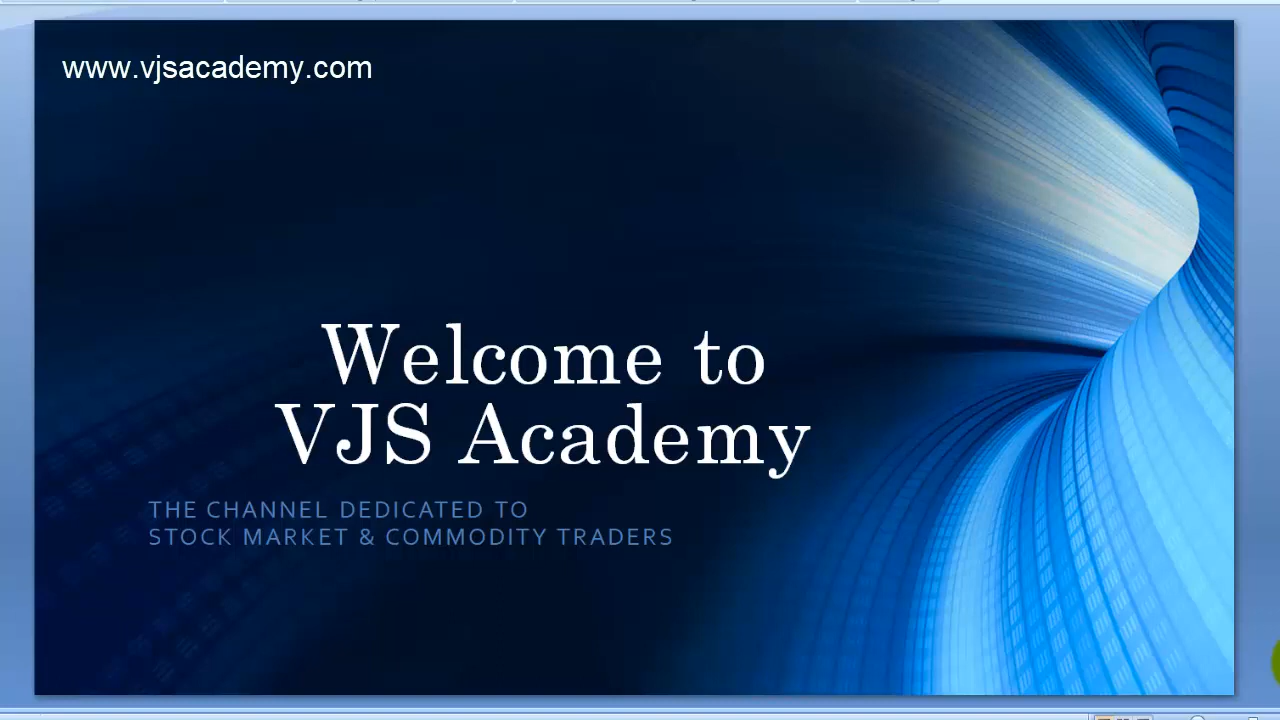 www.vjsacademy.com
Welcome to
VJS Academy
THE CHANNEL DEDICATED TO
STOCK MARKET & COMMODITY TRADERS